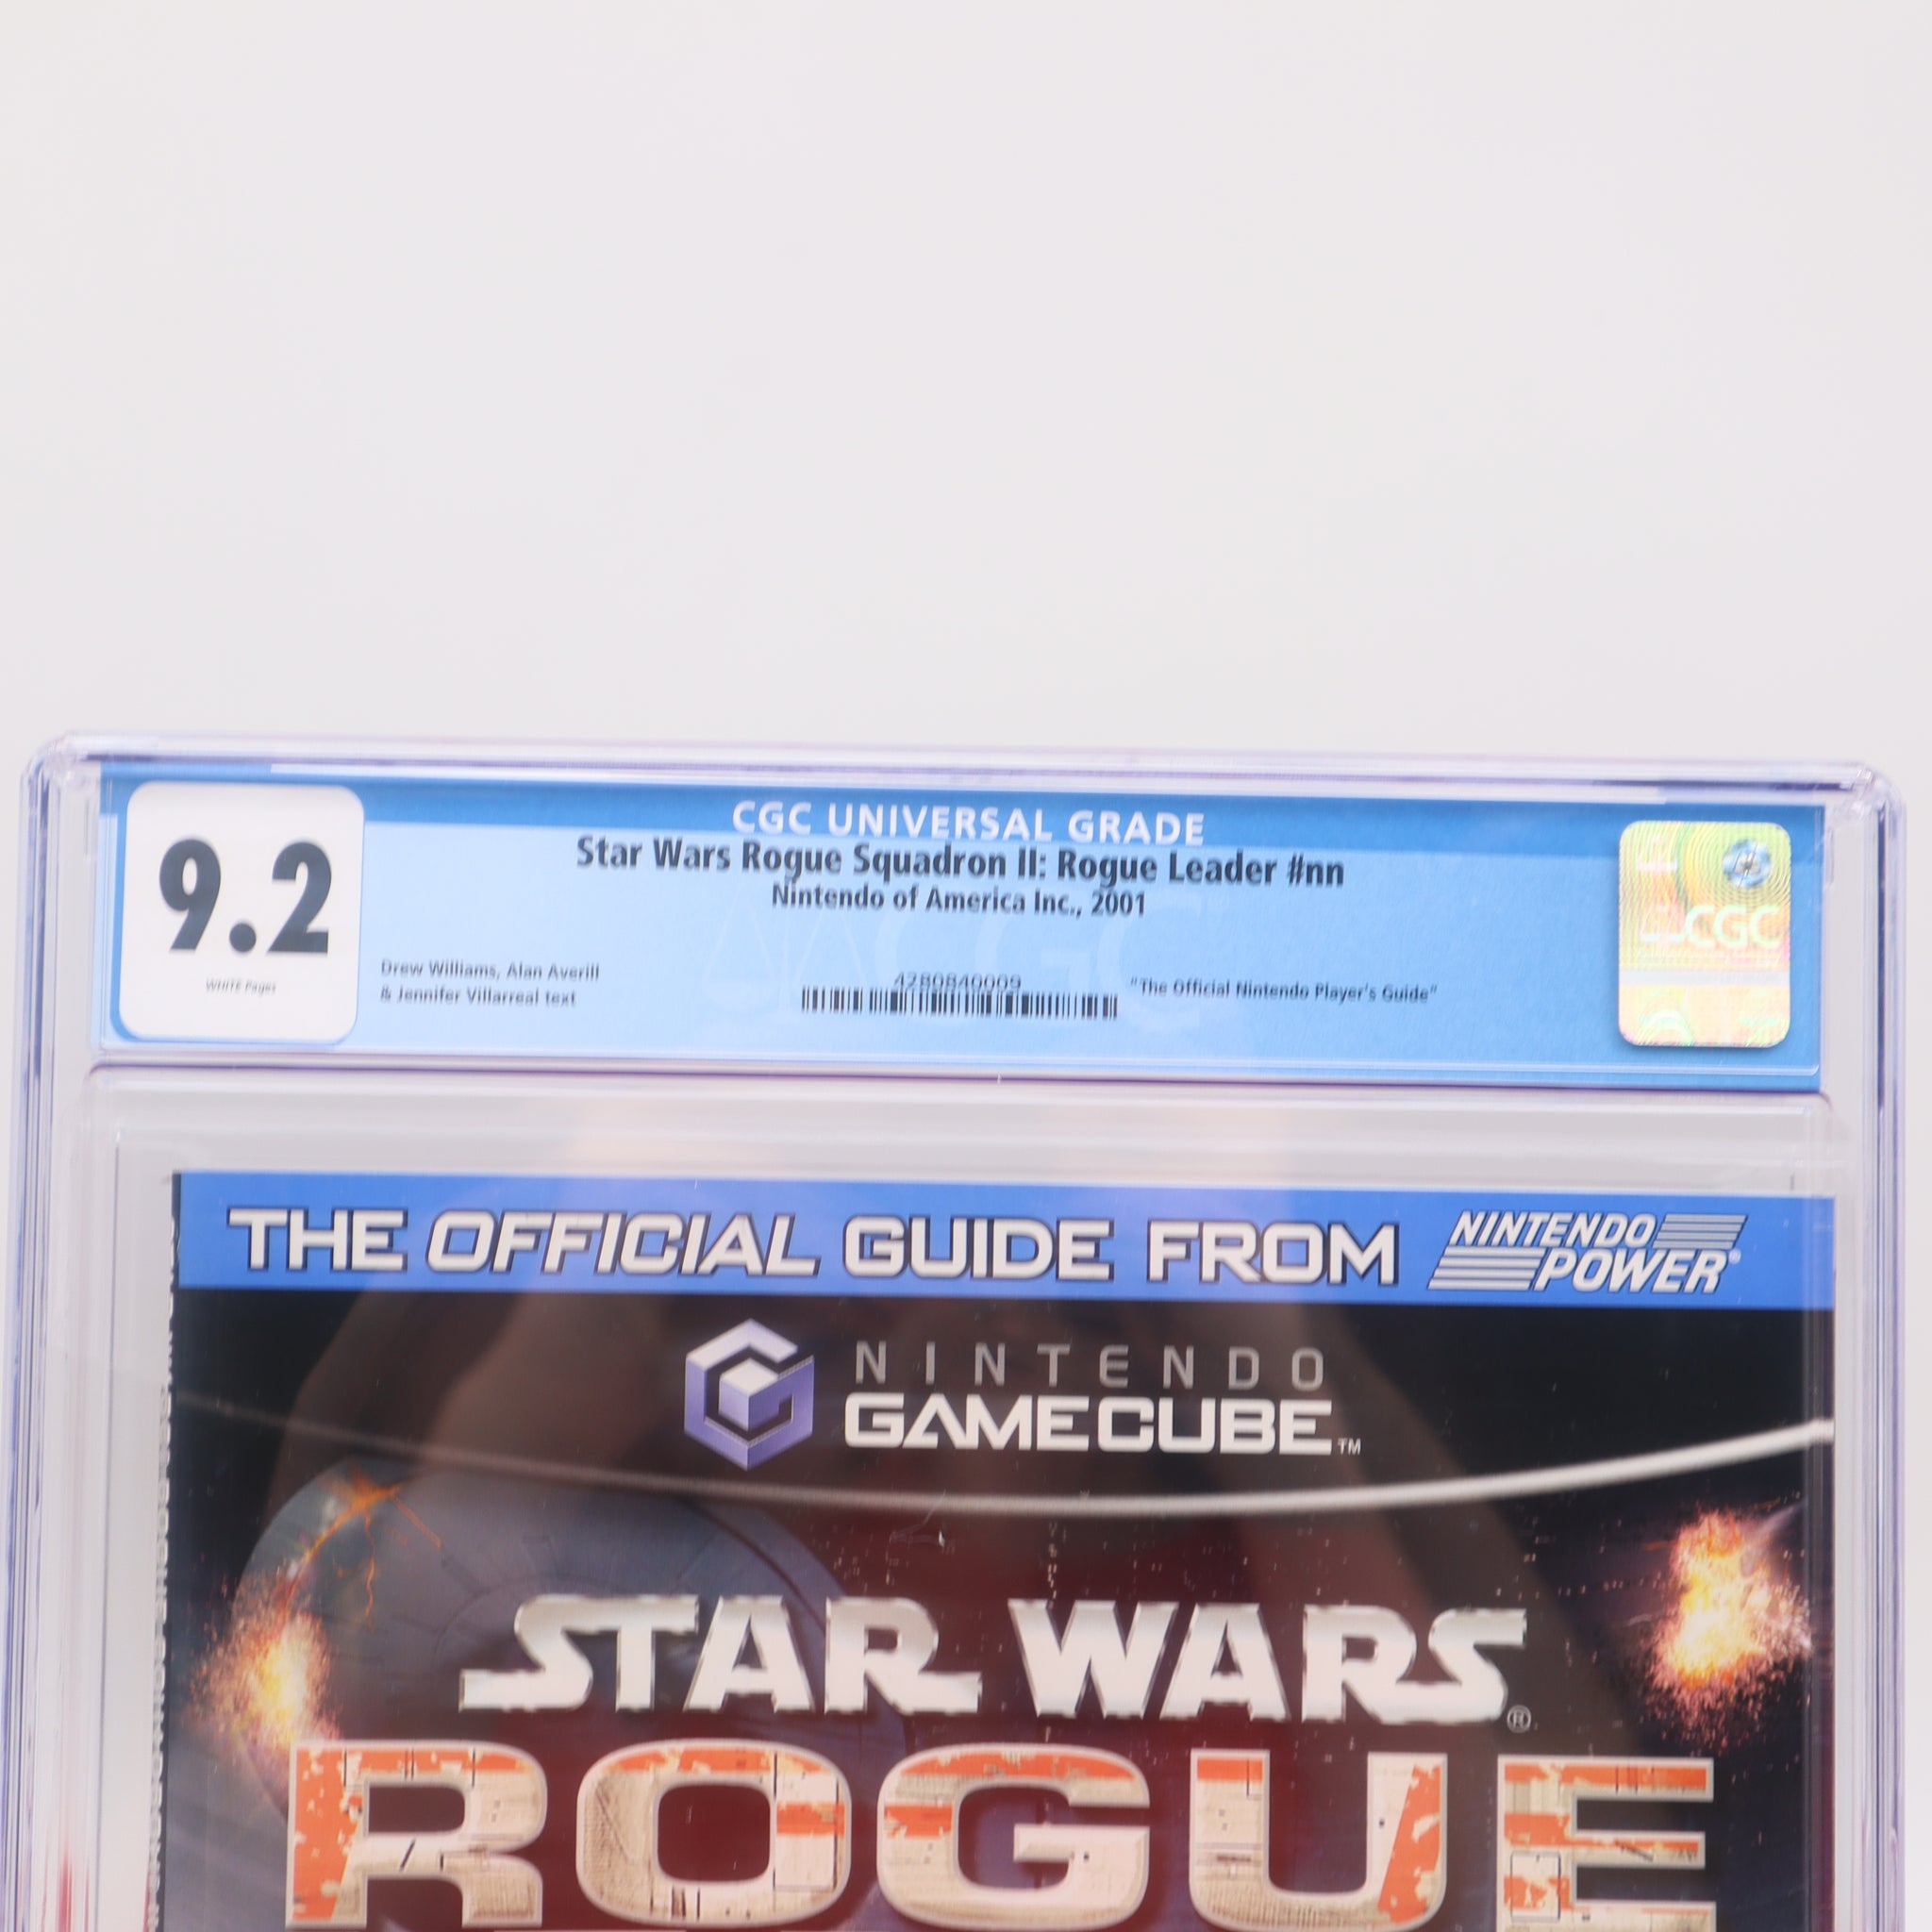 CGC UNIVERSAL GRADE
9.2
WHITE Pages
Star Wars Rogue Squadron II: Rogue Leader #nn
Nintendo of America Inc., 2001
Drew Williams, Alan Averill
& Jennifer Villarreal text
4280840009
"The Official Nintendo Player's Guide"
CGC
CGC
THE OFFICIAL GUIDE FROM NINTENDO POWER®
NINTENDO
GAMECUBE™
STAR WARS®
ROGUE